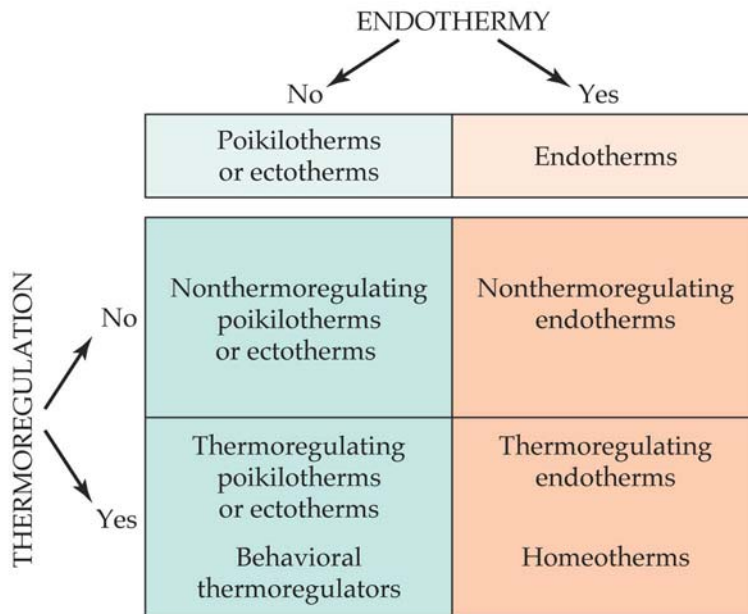 ENDOTHERMY
No
Yes
Poikilotherms
or ectotherms
Endotherms
THERMOREGULATION
No
Nonthermoregulating
poikilotherms
or ectotherms
Nonthermoregulating
endotherms
Yes
Thermoregulating
poikilotherms
or ectotherms
Behavioral
thermoregulators
Thermoregulating
endotherms
Homeotherms